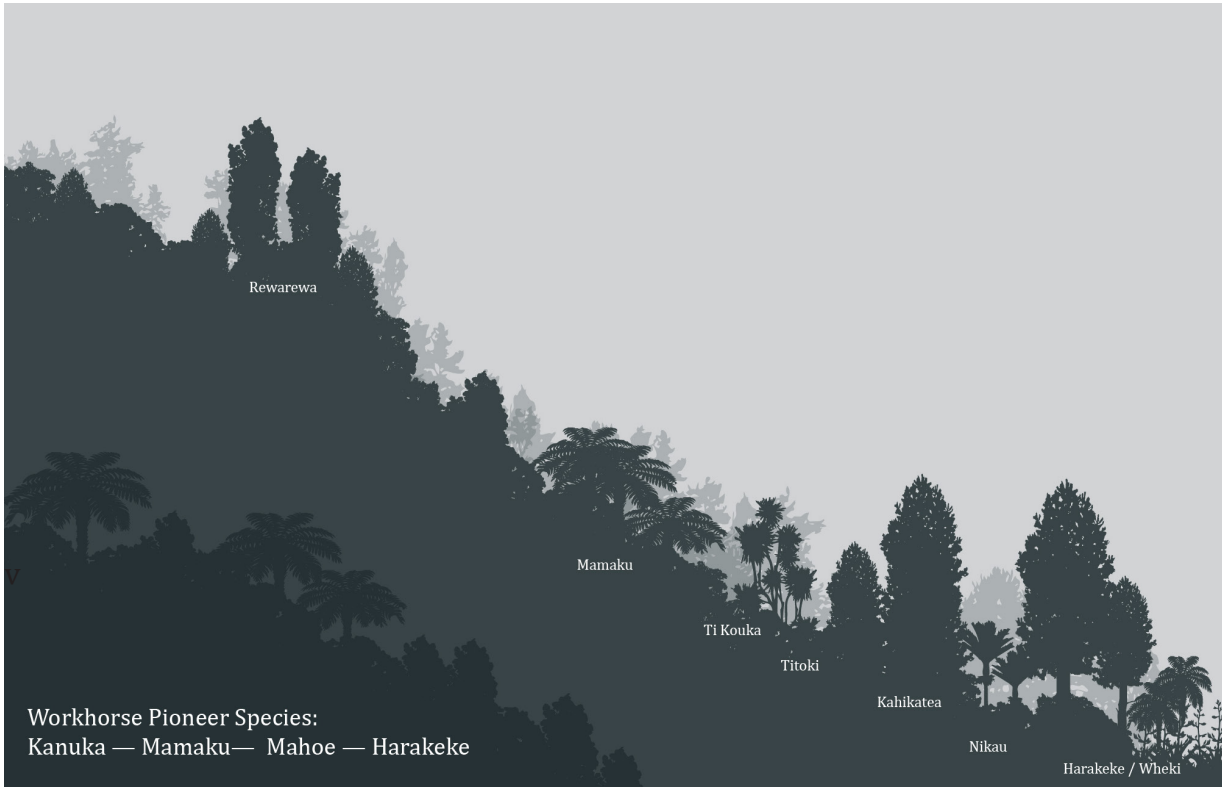 Rewarewa
Mamaku
Ti Kouka
Titoki
Kahikatea
Nikau
Harakeke / Wheki
V
Workhorse Pioneer Species:
Kanuka — Mamaku— Mahoe — Harakeke